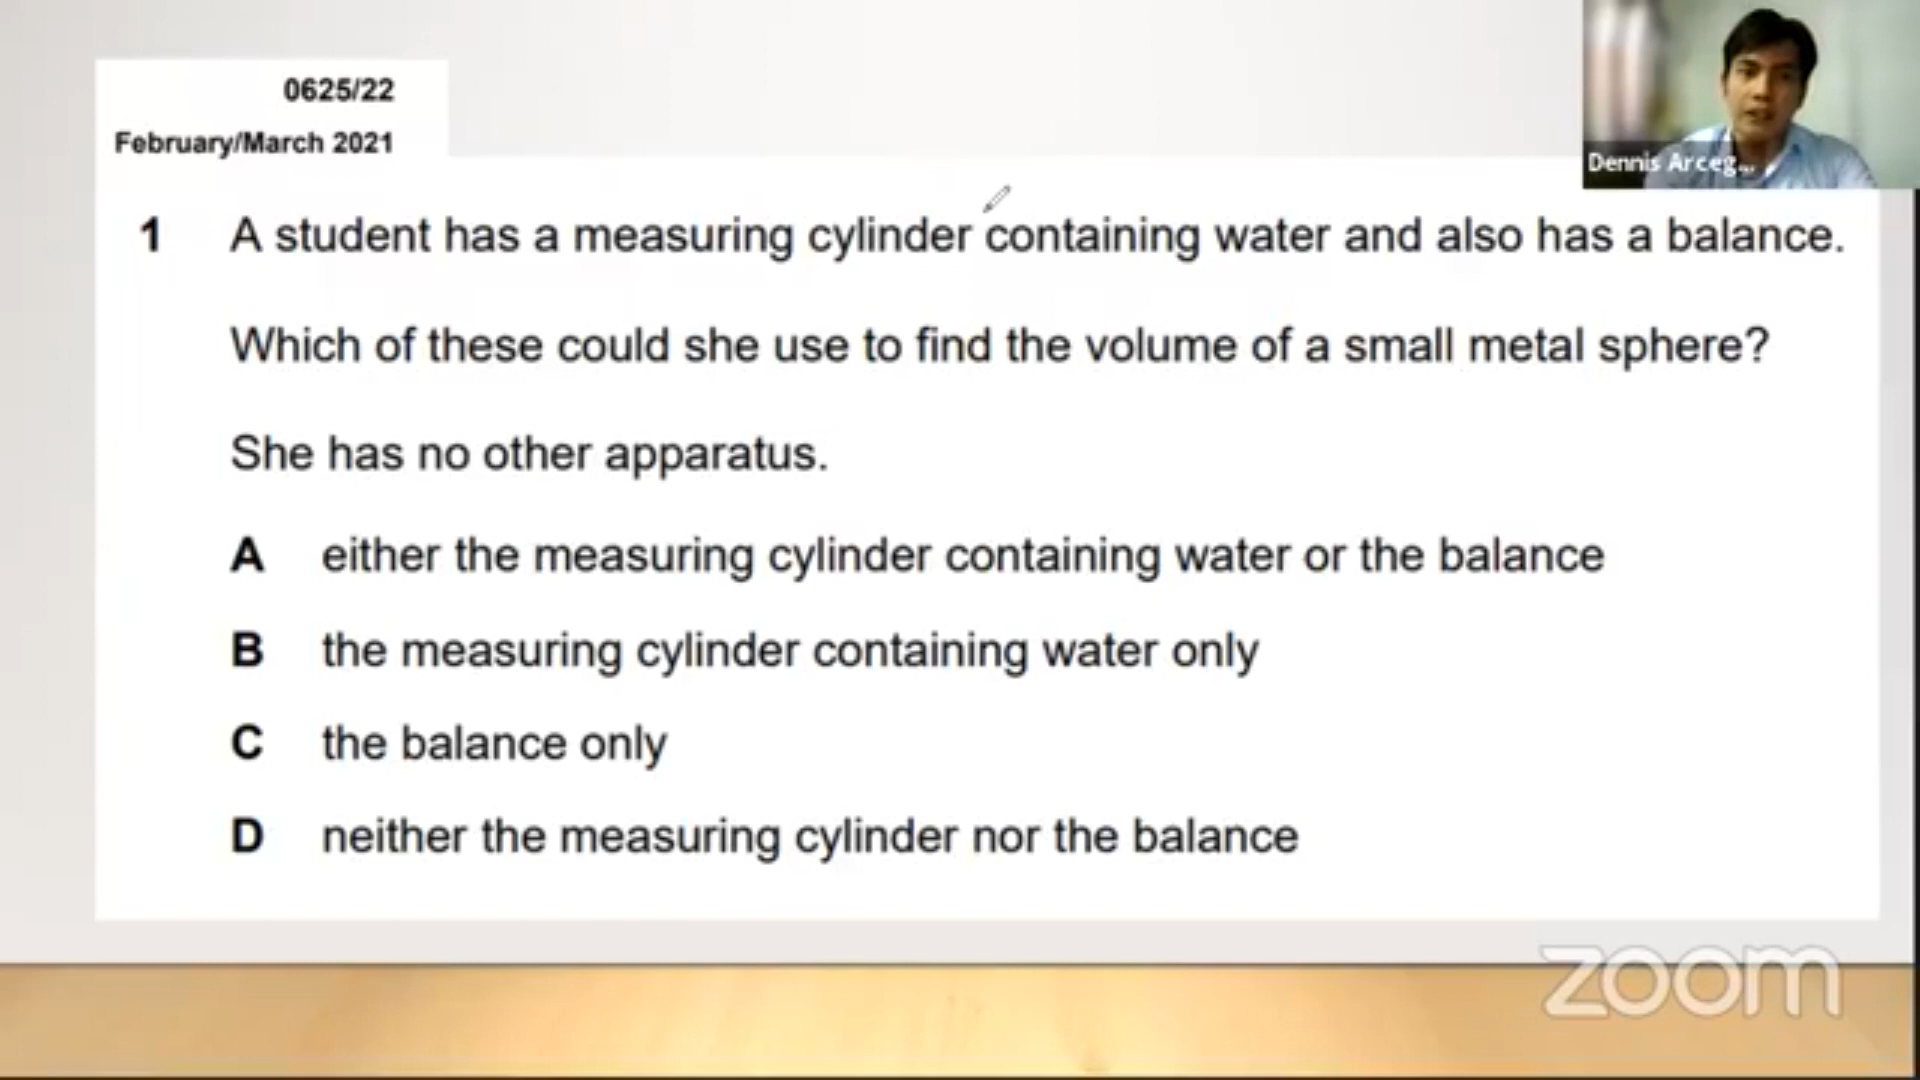 0625/22
February/March 2021
Dennis Arceg...
1 A student has a measuring cylinder containing water and also has a balance.
Which of these could she use to find the volume of a small metal sphere?
She has no other apparatus.
A either the measuring cylinder containing water or the balance
B the measuring cylinder containing water only
C the balance only
D neither the measuring cylinder nor the balance
zoom